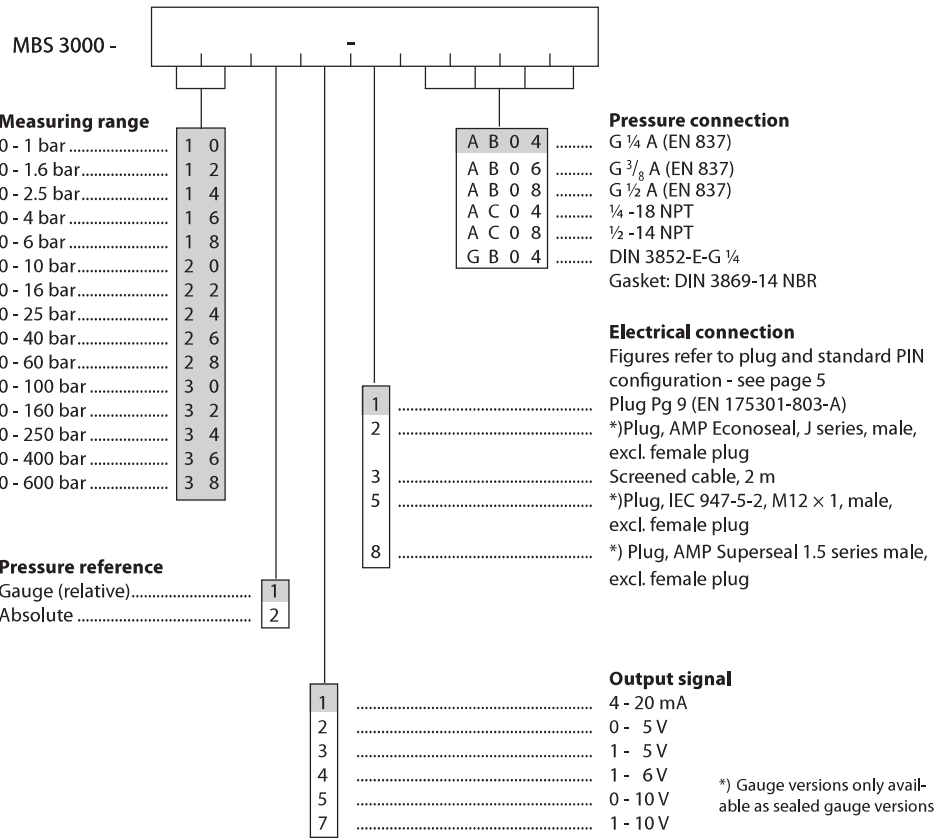 MBS 3000 -
-
Measuring range
0 - 1 bar ........................ 1 0
0 - 1.6 bar ..................... 1 2
0 - 2.5 bar ..................... 1 4
0 - 4 bar ........................ 1 6
0 - 6 bar ........................ 1 8
0 - 10 bar ...................... 2 0
0 - 16 bar ...................... 2 2
0 - 25 bar ...................... 2 4
0 - 40 bar ...................... 2 6
0 - 60 bar ...................... 2 8
0 - 100 bar .................... 3 0
0 - 160 bar .................... 3 2
0 - 250 bar .................... 3 4
0 - 400 bar .................... 3 6
0 - 600 bar .................... 3 8
Pressure reference
Gauge (relative) .............................. 1
Absolute ........................................... 2
Pressure connection
A B 0 4 ......... G ¼ A (EN 837)
A B 0 6 ......... G 3/8 A (EN 837)
A B 0 8 ......... G ½ A (EN 837)
A C 0 4 ......... ¼ -18 NPT
A C 0 8 ......... ½ -14 NPT
G B 0 4 ......... DIN 3852-E-G ¼
Gasket: DIN 3869-14 NBR
Electrical connection
Figures refer to plug and standard PIN
configuration - see page 5
1 ................................................ Plug Pg 9 (EN 175301-803-A)
2 ................................................ *)Plug, AMP Econoseal, J series, male,
excl. female plug
3 ................................................ Screened cable, 2 m
5 ................................................ *)Plug, IEC 947-5-2, M12 × 1, male,
excl. female plug
8 ................................................ *) Plug, AMP Superseal 1.5 series male,
excl. female plug
Output signal
1 .......................................................... 4 - 20 mA
2 .......................................................... 0 - 5 V
3 .......................................................... 1 - 5 V
4 .......................................................... 1 - 6 V
5 .......................................................... 0 - 10 V
7 .......................................................... 1 - 10 V
*) Gauge versions only avail-
able as sealed gauge versions